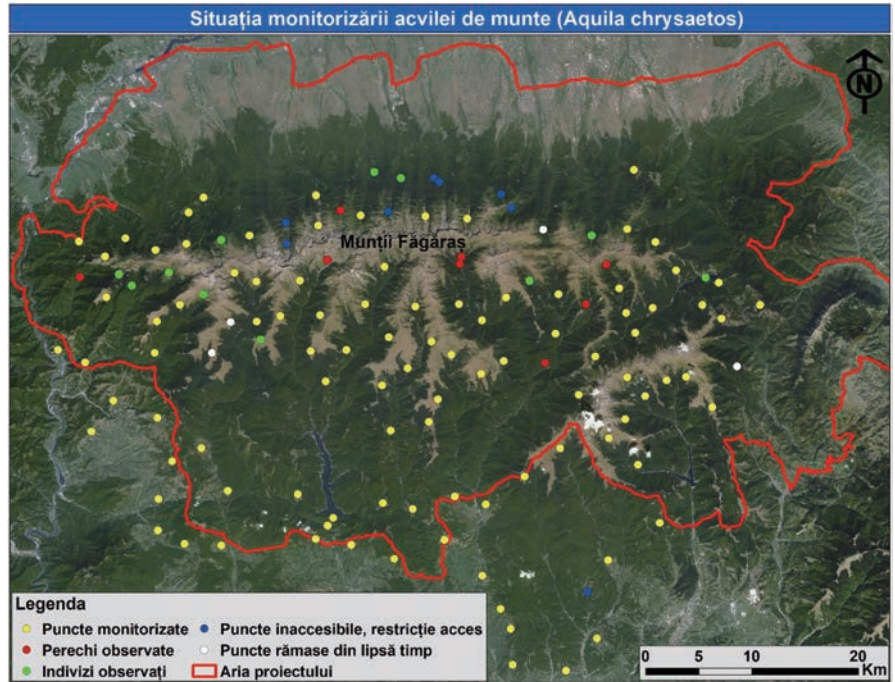 Situația monitorizării acvilei de munte (Aquila chrysaetos)
N
Munții Făgăraș
Legenda
Puncte monitorizate
Perechi observate
Indivizi observați
Puncte inaccesibile, restricție acces
Puncte rămase din lipsă timp
Aria proiectului
0 5 10 20
Km